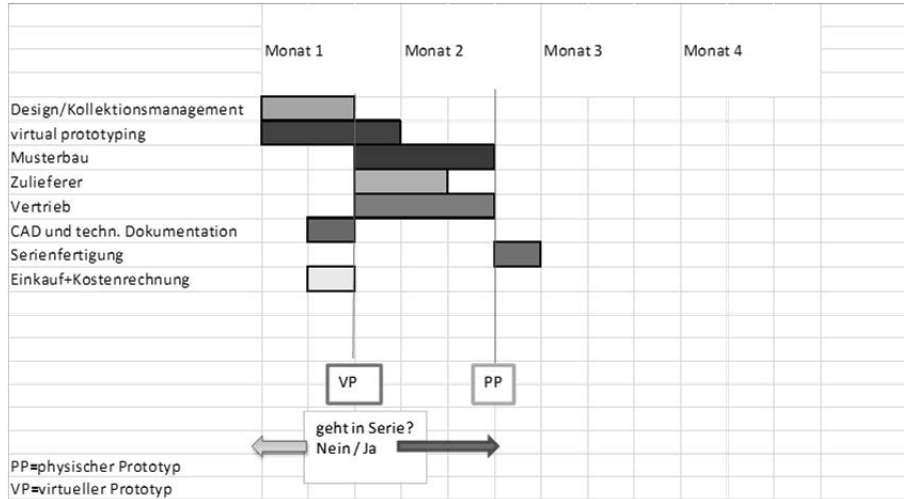 Monat 1 Monat 2 Monat 3 Monat 4
Design/Kollektionsmanagement
virtual prototyping
Musterbau
Zulieferer
Vertrieb
CAD und techn. Dokumentation
Serienfertigung
Einkauf+Kostenrechnung
VP PP
geht in Serie?
Nein / Ja
PP=physischer Prototyp
VP=virtueller Prototyp